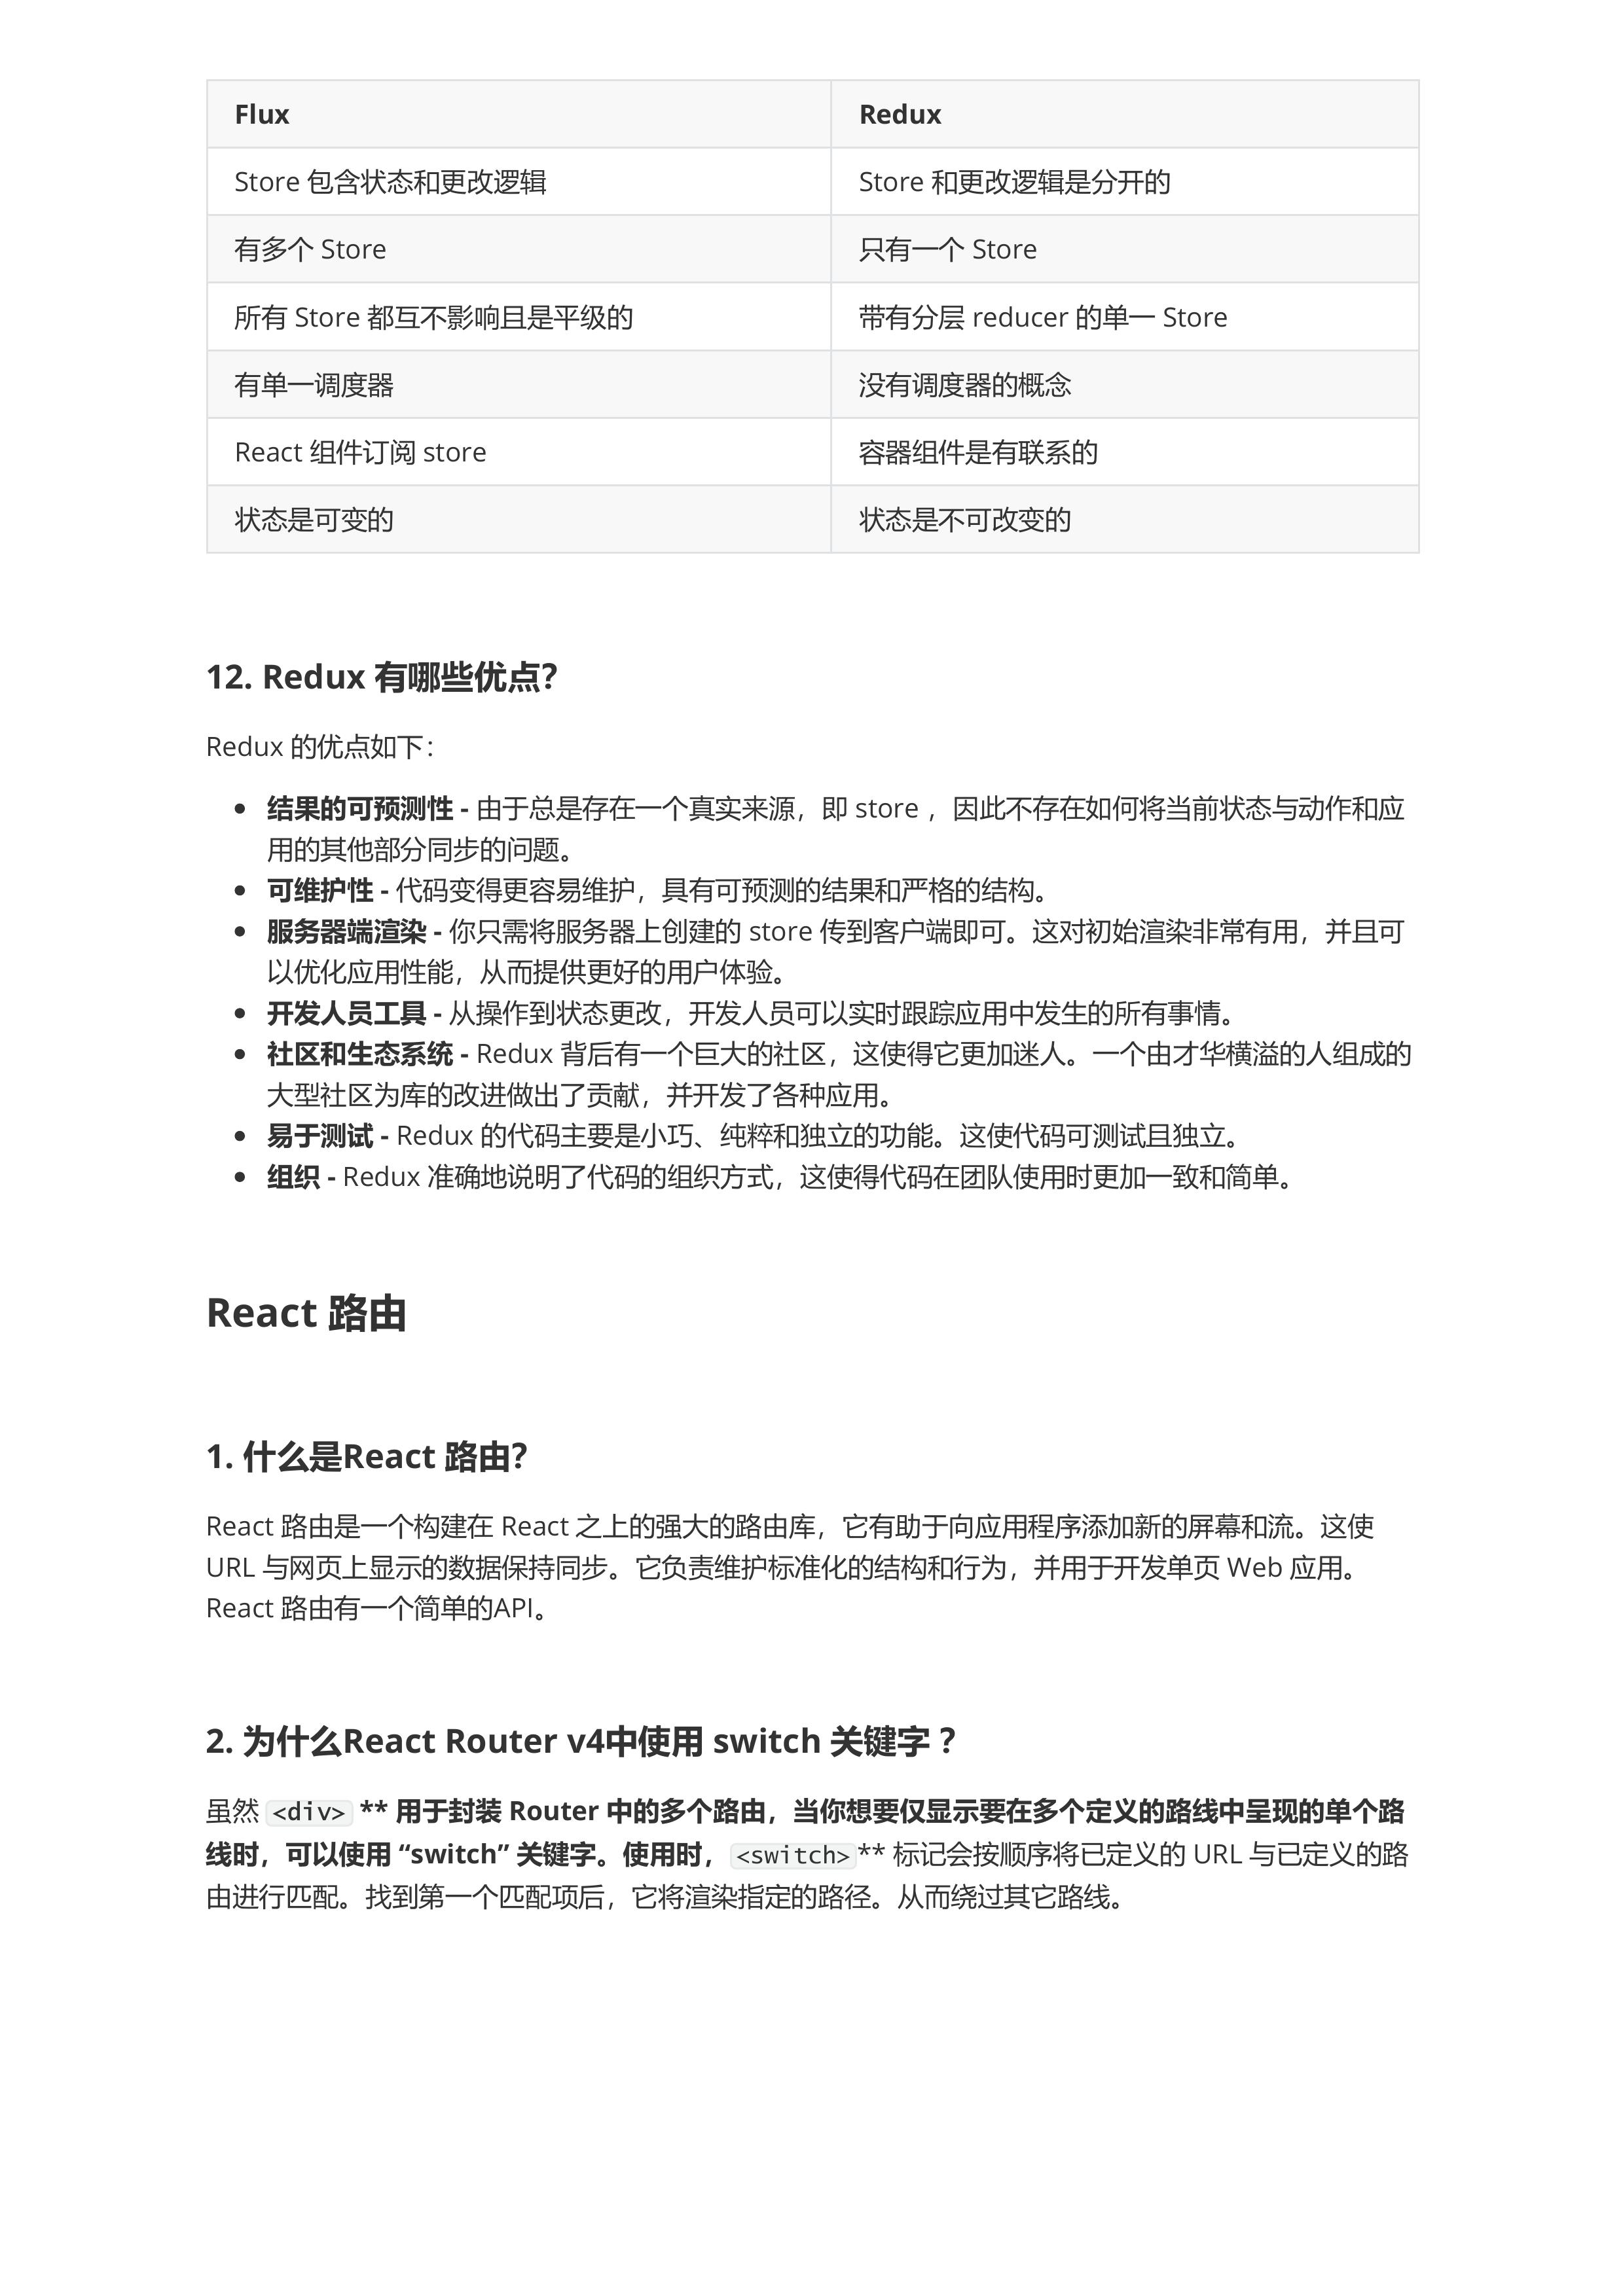 Flux Redux
Store 包含状态和更改逻辑 Store 和更改逻辑是分开的
有多个 Store 只有一个 Store
所有 Store 都互不影响且是平级的 带有分层 reducer 的单一 Store
有单一调度器 没有调度器的概念
React 组件订阅 store 容器组件是有联系的
状态是可变的 状态是不可改变的
12. Redux 有哪些优点？
Redux 的优点如下：
• 结果的可预测性 - 由于总是存在一个真实来源，即 store ，因此不存在如何将当前状态与动作和应
用的其他部分同步的问题。
• 可维护性 - 代码变得更容易维护，具有可预测的结果和严格的结构。
• 服务器端渲染 - 你只需将服务器上创建的 store 传到客户端即可。这对初始渲染非常有用，并且可
以优化应用性能，从而提供更好的用户体验。
• 开发人员工具 - 从操作到状态更改，开发人员可以实时跟踪应用中发生的所有事情。
• 社区和生态系统 - Redux 背后有一个巨大的社区，这使得它更加迷人。一个由才华横溢的人组成的
大型社区为库的改进做出了贡献，并开发了各种应用。
• 易于测试 - Redux 的代码主要是小巧、纯粹和独立的功能。这使代码可测试且独立。
• 组织 - Redux 准确地说明了代码的组织方式，这使得代码在团队使用时更加一致和简单。
React 路由
1. 什么是React 路由？
React 路由是一个构建在 React 之上的强大的路由库，它有助于向应用程序添加新的屏幕和流。这使
URL 与网页上显示的数据保持同步。它负责维护标准化的结构和行为，并用于开发单页 Web 应用。
React 路由有一个简单的API。
2. 为什么React Router v4中使用 switch 关键字 ？
虽然 <div> ** 用于封装 Router 中的多个路由，当你想要仅显示要在多个定义的路线中呈现的单个路
线时，可以使用 “switch” 关键字。使用时， <switch>** 标记会按顺序将已定义的 URL 与已定义的路
由进行匹配。找到第一个匹配项后，它将渲染指定的路径。从而绕过其它路线。